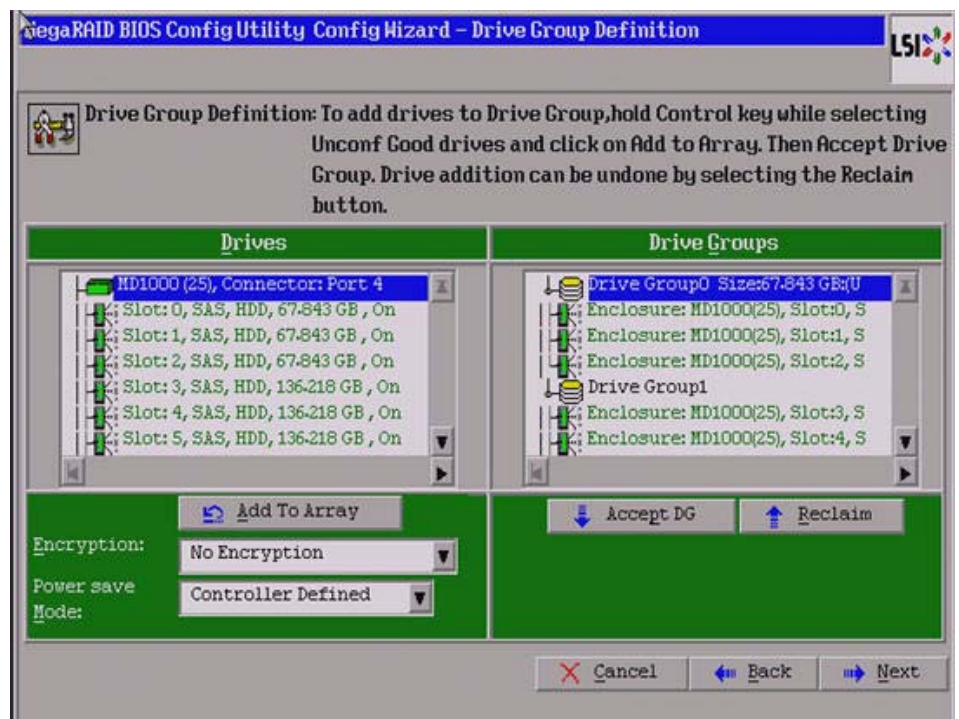 MegaRAID BIOS Config Utility Config Wizard – Drive Group Definition
LSI
Drive Group Definition: To add drives to Drive Group,hold Control key while selecting
Unconf Good drives and click on Add to Array. Then Accept Drive
Group. Drive addition can be undone by selecting the Reclaim
button.
Drives
MD1000 (25), Connector: Port 4
Slot: 0, SAS, HDD, 67.843 GB , On
Slot: 1, SAS, HDD, 67.843 GB , On
Slot: 2, SAS, HDD, 67.843 GB , On
Slot: 3, SAS, HDD, 136.218 GB , On
Slot: 4, SAS, HDD, 136.218 GB , On
Slot: 5, SAS, HDD, 136.218 GB , On
Add To Array
Encryption:
No Encryption
Power save
Mode:
Controller Defined
Drive Groups
Drive Group0 Size:67.843 GB:(U
Enclosure: MD1000(25), Slot:0, S
Enclosure: MD1000(25), Slot:1, S
Enclosure: MD1000(25), Slot:2, S
Drive Group1
Enclosure: MD1000(25), Slot:3, S
Enclosure: MD1000(25), Slot:4, S
Accept DG
Reclaim
Cancel
Back
Next